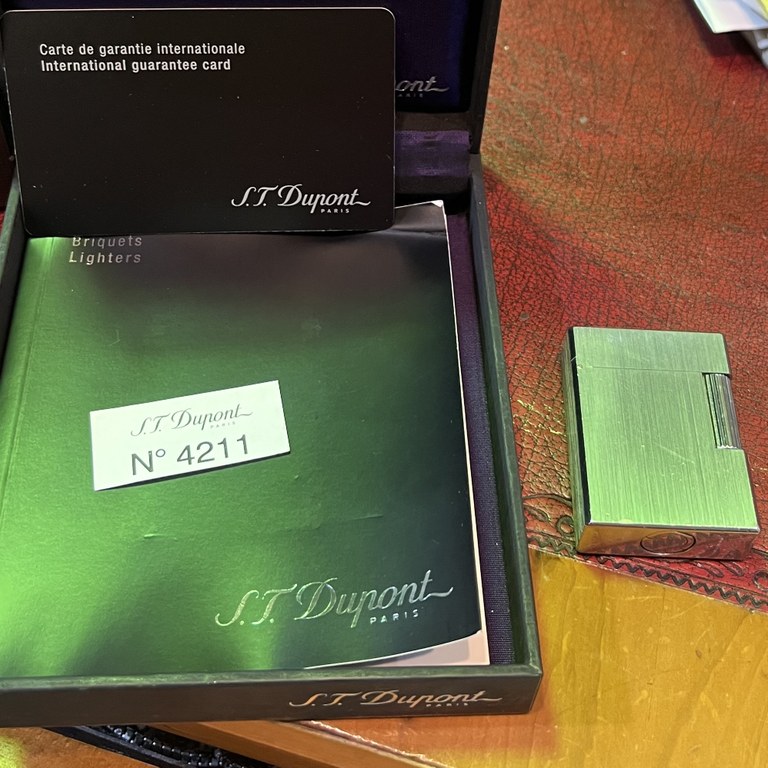 Carte de garantie internationale
International guarantee card
S.T. Dupont
PARIS
Briquets
Lighters
S.T. Dupont
PARIS
N° 4211
S.T. Dupont
PARIS
S.T. Dupont
PARIS